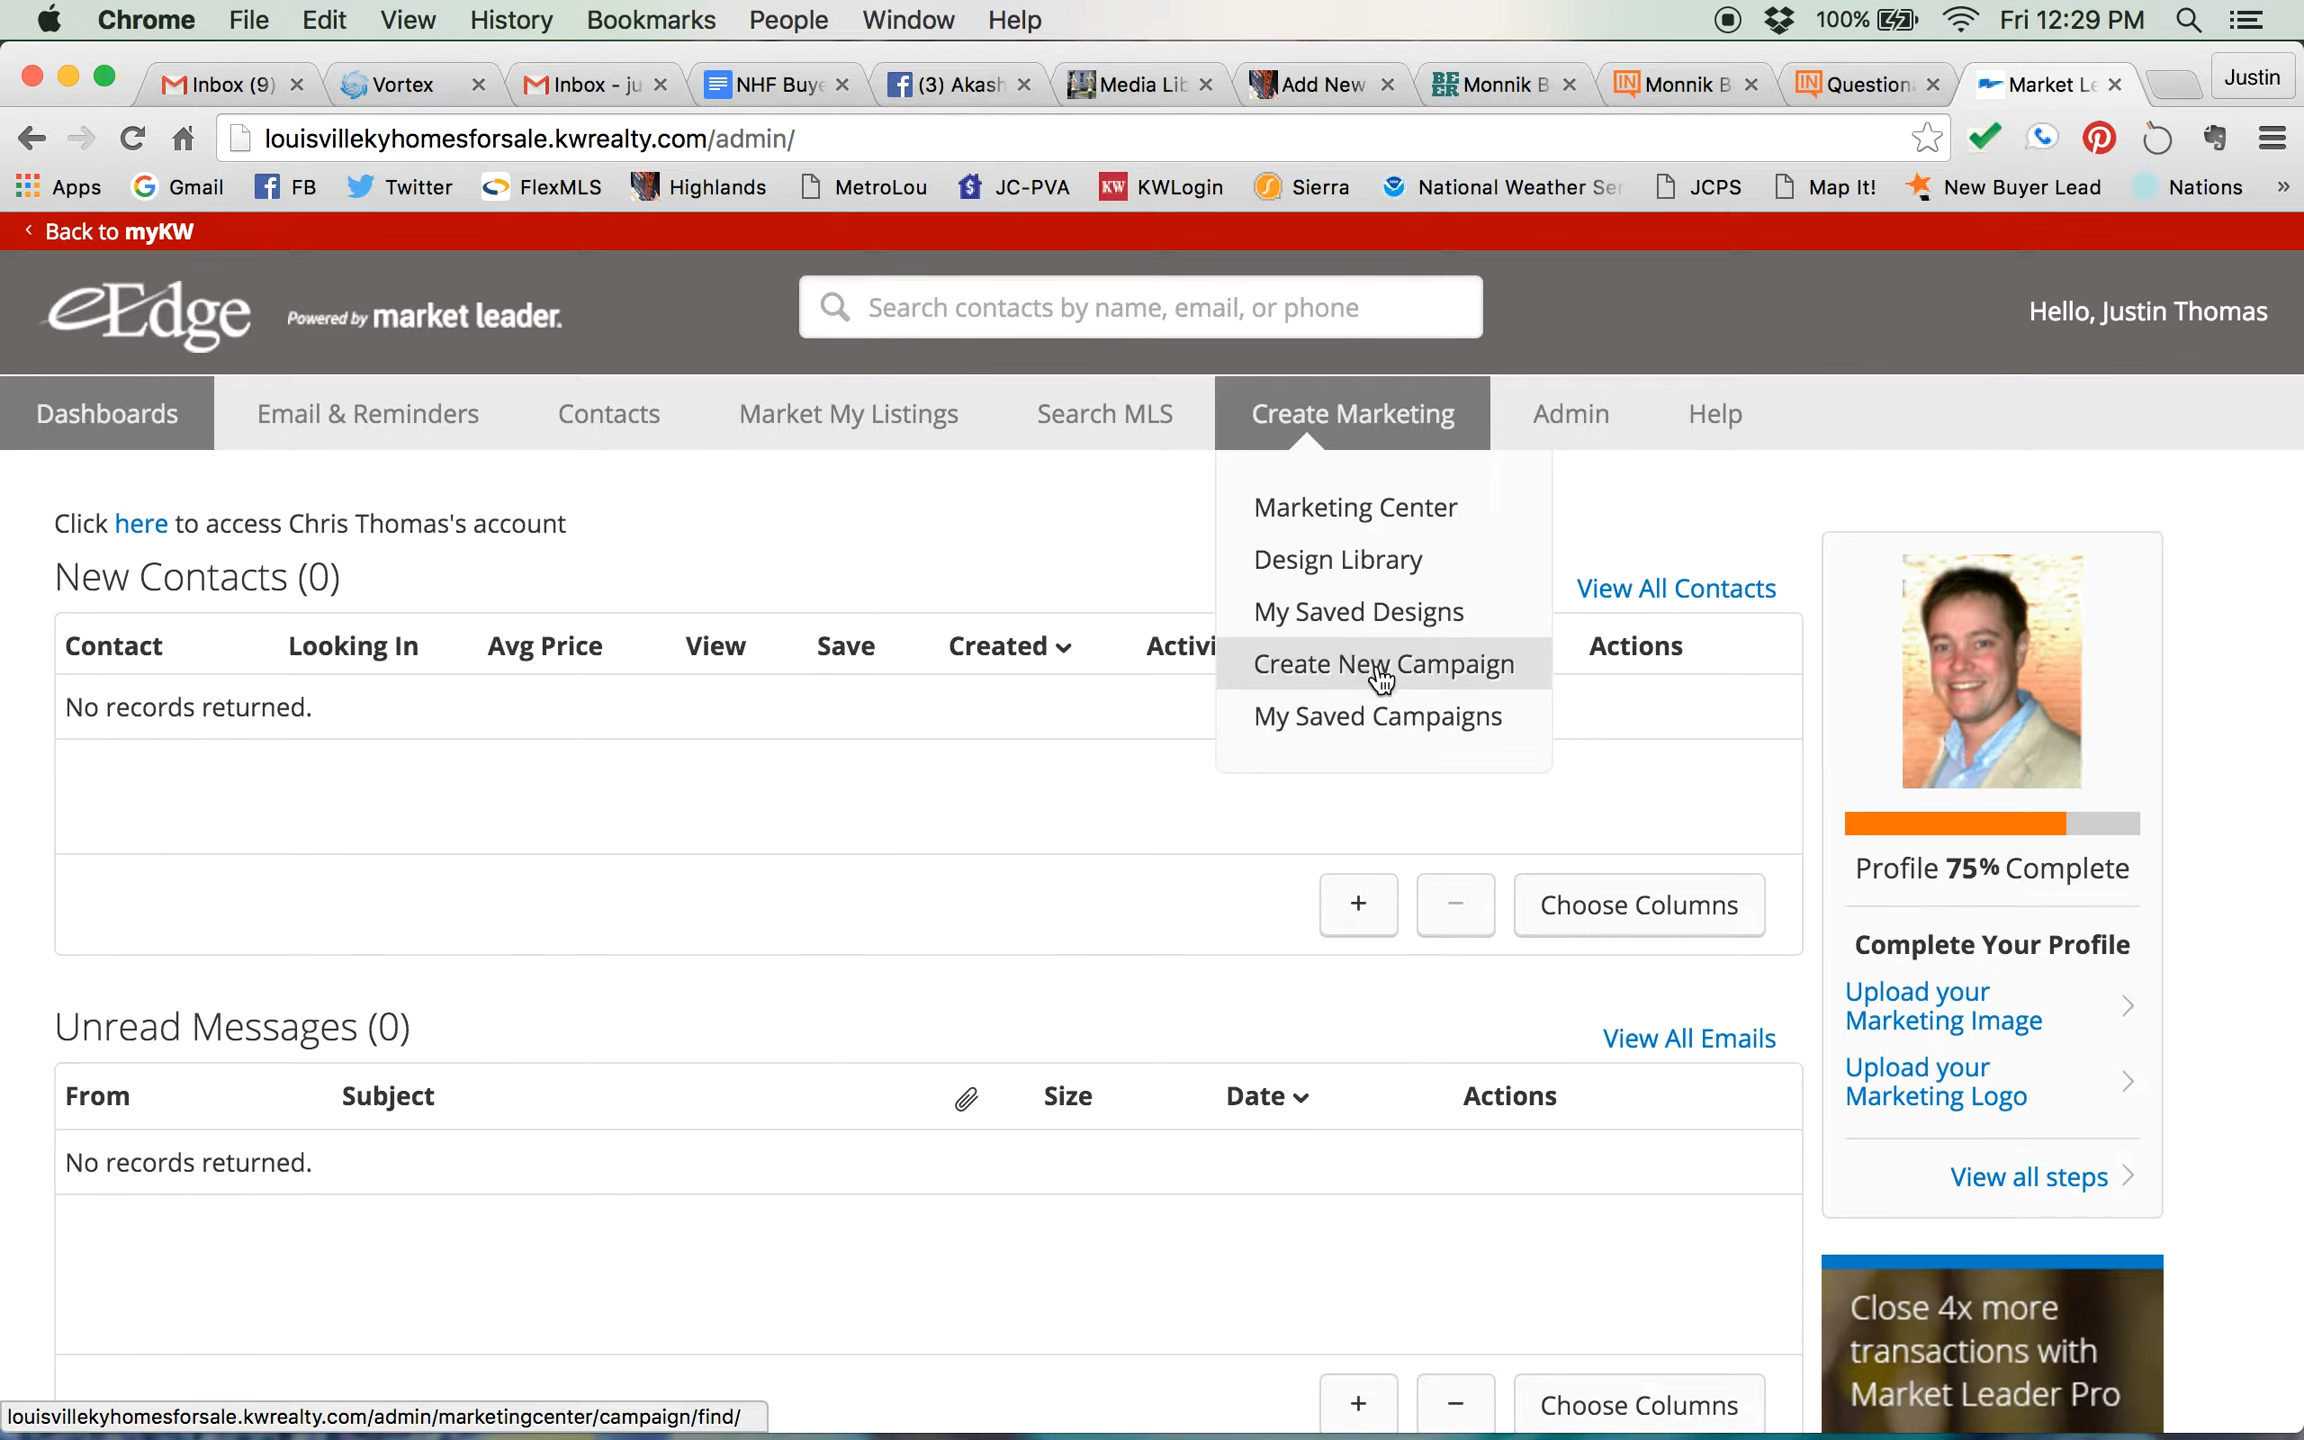 Chrome File Edit View History Bookmarks People Window Help 100% Fri 12:29 PM
Inbox (9) Vortex Inbox - ju NHF Buye (3) Akash Media Lib Add New Monnik B Monnik B Question Market Le Justin
louisvillekyhomesforsale.kwrealty.com/admin/
Apps Gmail FB Twitter FlexMLS Highlands MetroLou JC-PVA KWLogin Sierra National Weather Ser JCPS Map It! New Buyer Lead Nations »
‹ Back to myKW
eEdge Powered by market leader. Search contacts by name, email, or phone Hello, Justin Thomas
Dashboards Email & Reminders Contacts Market My Listings Search MLS Create Marketing Admin Help
Marketing Center
Design Library
My Saved Designs
Create New Campaign
My Saved Campaigns
Click here to access Chris Thomas's account
New Contacts (0) View All Contacts
Contact Looking In Avg Price View Save Created Activi Actions
No records returned.
+ − Choose Columns
Unread Messages (0) View All Emails
From Subject Size Date Actions
No records returned.
+ − Choose Columns
Profile 75% Complete
Complete Your Profile
Upload your
Marketing Image
Upload your
Marketing Logo
View all steps
Close 4x more
transactions with
Market Leader Pro
louisvillekyhomesforsale.kwrealty.com/admin/marketingcenter/campaign/find/